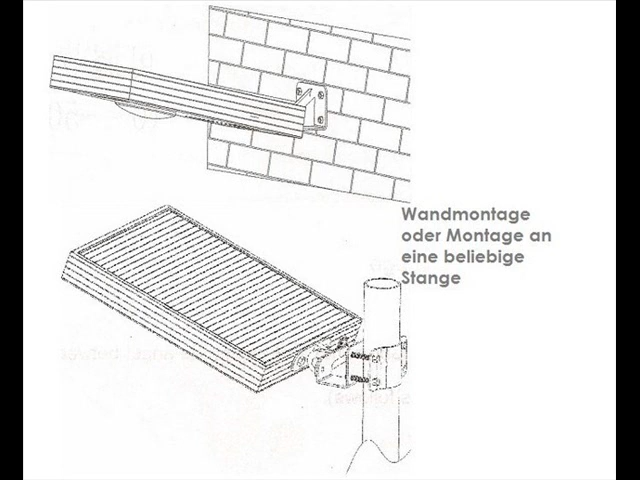 Wandmontage
oder Montage an
eine beliebige
Stange